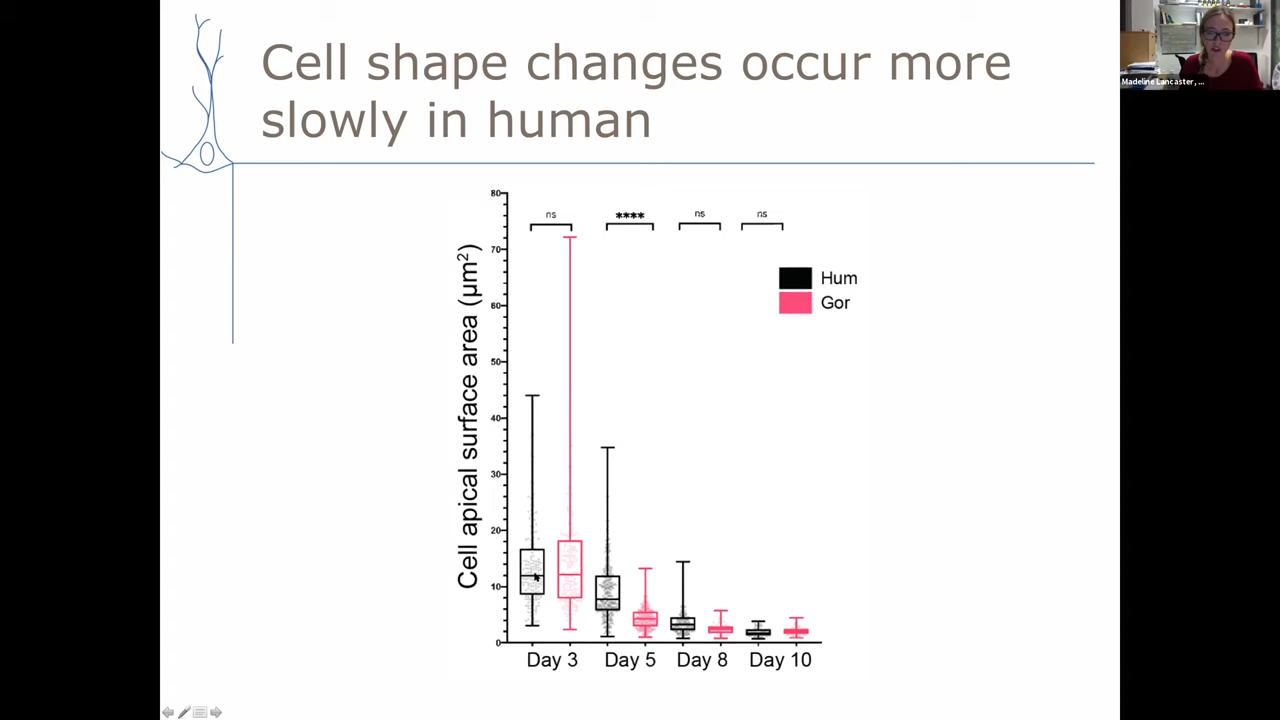 Cell shape changes occur more
slowly in human
Madeline Lancaster, ...
Cell apical surface area (µm²)
80
70
60
50
40
30
20
10
0
ns
****
ns
ns
Hum
Gor
Day 3
Day 5
Day 8
Day 10